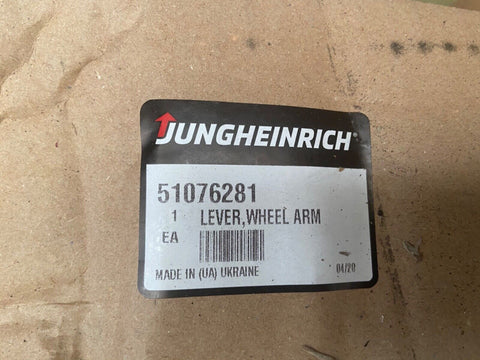 JUNGHEINRICH
51076281
1 LEVER,WHEEL ARM
EA
MADE IN (UA) UKRAINE 04/20